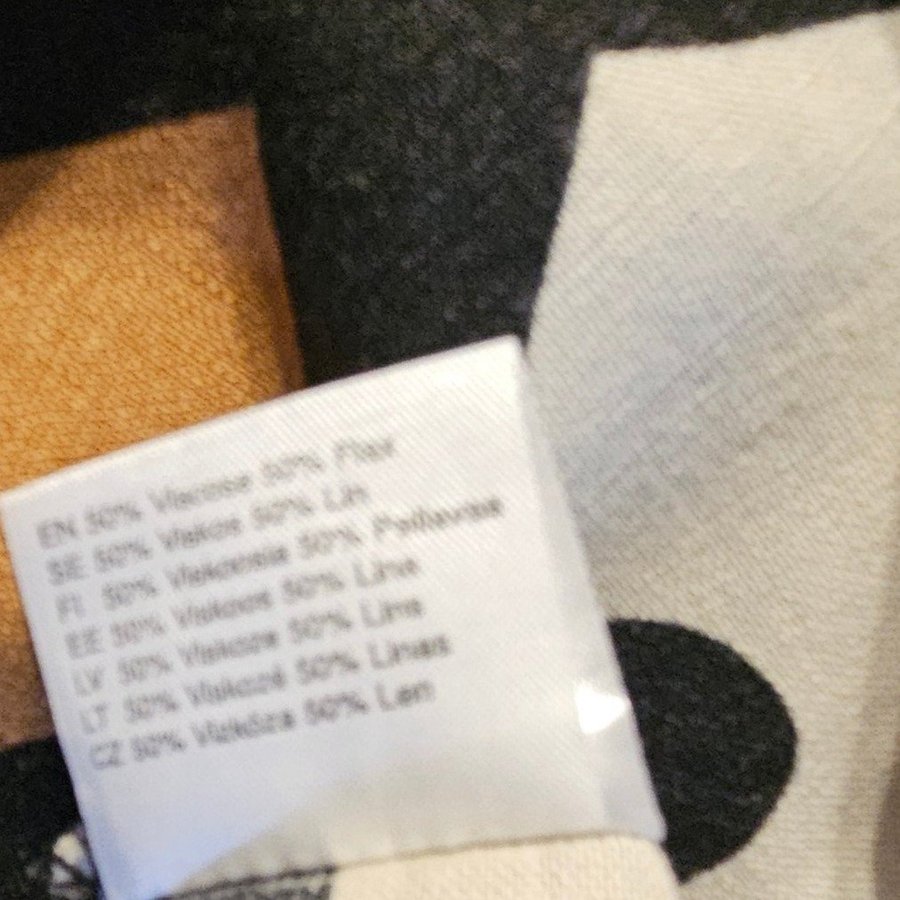 EN 50% Viscose 50% Flax
SE 50% Viskos 50% Lin
FI 50% Viskoosia 50% Pellavaa
EE 50% Viskoos 50% Lina
LV 50% Viskoze 50% Lins
LT 50% Viskozė 50% Linas
CZ 50% Viskóza 50% Len